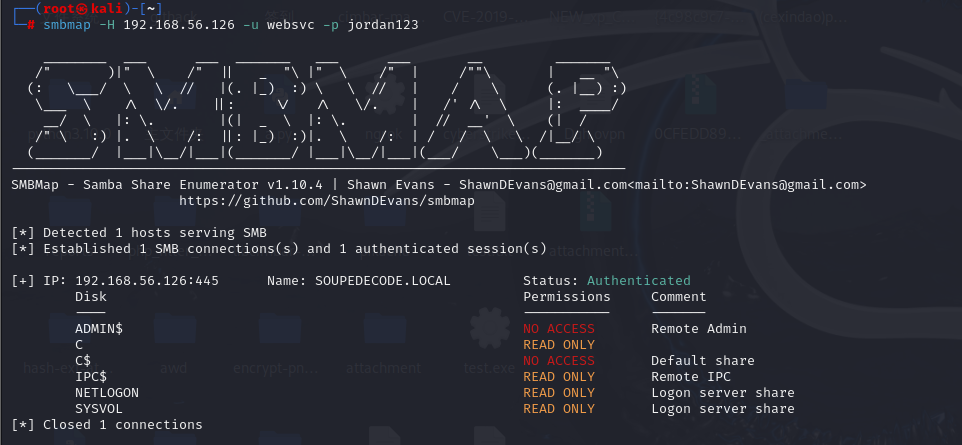 ┌──(root㉿kali)-[~]
└─# smbmap -H 192.168.56.126 -u websvc -p jordan123
SMBMap - Samba Share Enumerator v1.10.4 | Shawn Evans - ShawnDEvans@gmail.com<mailto:ShawnDEvans@gmail.com>
https://github.com/ShawnDEvans/smbmap
[*] Detected 1 hosts serving SMB
[*] Established 1 SMB connections(s) and 1 authenticated session(s)
[+] IP: 192.168.56.126:445 Name: SOUPEDECODE.LOCAL Status: Authenticated
Disk Permissions Comment
---- ----------- -------
ADMIN$ NO ACCESS Remote Admin
C READ ONLY
C$ NO ACCESS Default share
IPC$ READ ONLY Remote IPC
NETLOGON READ ONLY Logon server share
SYSVOL READ ONLY Logon server share
[*] Closed 1 connections
awd
attachment
test.exe